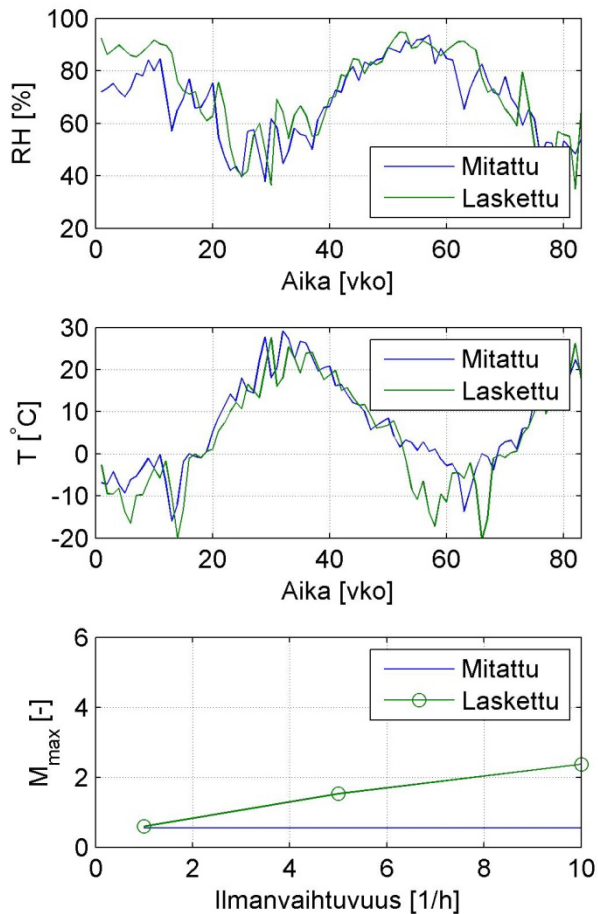 100
80
60
40
20
RH [%]
Mitattu
Laskettu
0 20 40 60 80
Aika [vko]
30
20
10
0
-10
-20
T [°C]
Mitattu
Laskettu
0 20 40 60 80
Aika [vko]
6
4
2
0
Mmax [-]
Mitattu
Laskettu
0 2 4 6 8 10
Ilmanvaihtuvuus [1/h]